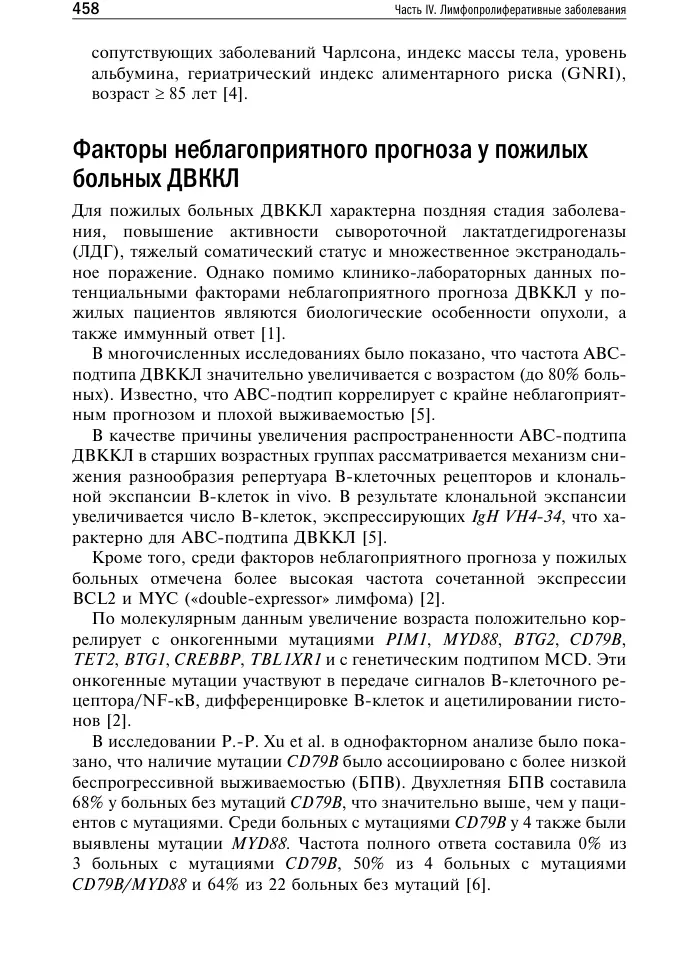 458
Часть IV. Лимфопролиферативные заболевания
сопутствующих заболеваний Чарлсона, индекс массы тела, уровень
альбумина, гериатрический индекс алиментарного риска (GNRI),
возраст ≥ 85 лет [4].
Факторы неблагоприятного прогноза у пожилых
больных ДВККЛ
Для пожилых больных ДВККЛ характерна поздняя стадия заболева-
ния, повышение активности сывороточной лактатдегидрогеназы
(ЛДГ), тяжелый соматический статус и множественное экстранодаль-
ное поражение. Однако помимо клинико-лабораторных данных по-
тенциальными факторами неблагоприятного прогноза ДВККЛ у по-
жилых пациентов являются биологические особенности опухоли, а
также иммунный ответ [1].
В многочисленных исследованиях было показано, что частота ABC-
подтипа ДВККЛ значительно увеличивается с возрастом (до 80% боль-
ных). Известно, что ABC-подтип коррелирует с крайне неблагоприят-
ным прогнозом и плохой выживаемостью [5].
В качестве причины увеличения распространенности ABC-подтипа
ДВККЛ в старших возрастных группах рассматривается механизм сни-
жения разнообразия репертуара В-клеточных рецепторов и клональ-
ной экспансии В-клеток in vivo. В результате клональной экспансии
увеличивается число В-клеток, экспрессирующих IgH VH4-34, что ха-
рактерно для ABC-подтипа ДВККЛ [5].
Кроме того, среди факторов неблагоприятного прогноза у пожилых
больных отмечена более высокая частота сочетанной экспрессии
BCL2 и MYC («double-expressor» лимфома) [2].
По молекулярным данным увеличение возраста положительно кор-
релирует с онкогенными мутациями PIM1, MYD88, BTG2, CD79B,
TET2, BTG1, CREBBP, TBL1XR1 и с генетическим подтипом MCD. Эти
онкогенные мутации участвуют в передаче сигналов В-клеточного ре-
цептора/NF-κB, дифференцировке В-клеток и ацетилировании гисто-
нов [2].
В исследовании P.-P. Xu et al. в однофакторном анализе было пока-
зано, что наличие мутации CD79B было ассоциировано с более низкой
беспрогрессивной выживаемостью (БПВ). Двухлетняя БПВ составила
68% у больных без мутаций CD79B, что значительно выше, чем у паци-
ентов с мутациями. Среди больных с мутациями CD79B у 4 также были
выявлены мутации MYD88. Частота полного ответа составила 0% из
3 больных с мутациями CD79B, 50% из 4 больных с мутациями
CD79B/MYD88 и 64% из 22 больных без мутаций [6].